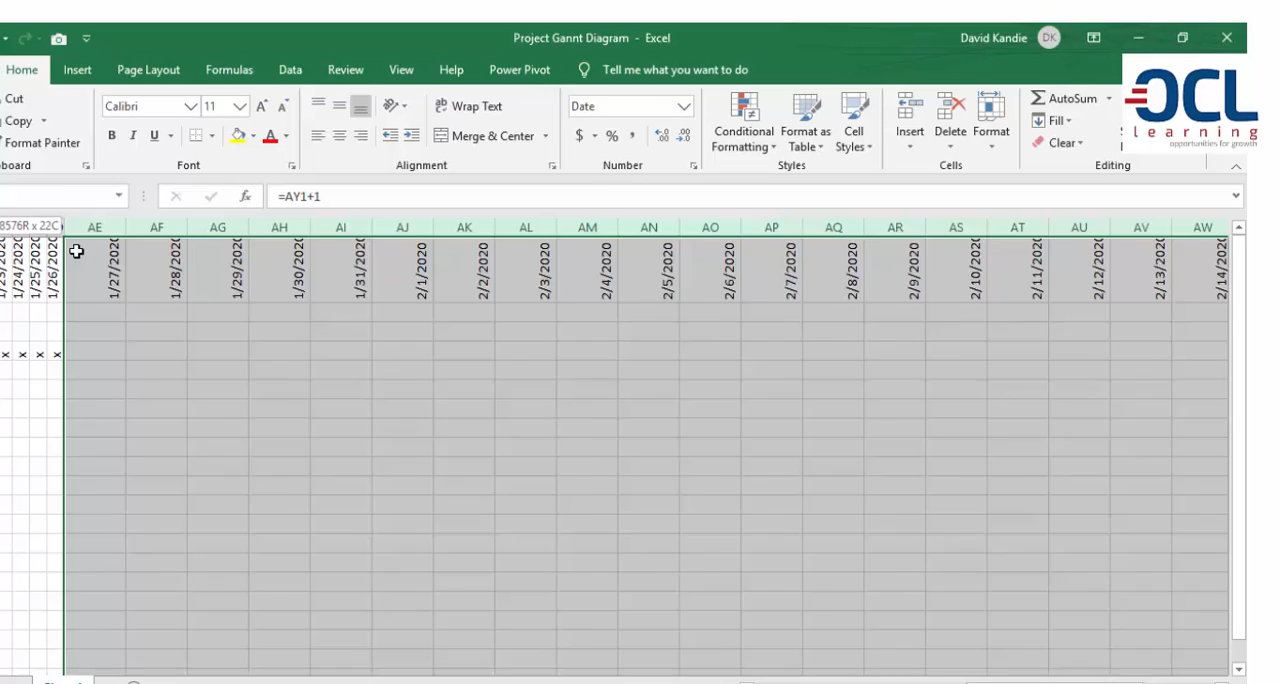 Project Gannt Diagram - Excel
David Kandie DK
Home Insert Page Layout Formulas Data Review View Help Power Pivot Tell me what you want to do
OCL
learning
opportunities for growth
Cut
Copy
Format Painter
Calibri 11
B I U
Wrap Text
Merge & Center
Date
$ % ,
Conditional Formatting
Format as Table
Cell Styles
Insert
Delete
Format
AutoSum
Fill
Clear
Font Alignment Number Styles Cells Editing
fx =AY1+1
8576R x 22C
AE AF AG AH AI AJ AK AL AM AN AO AP AQ AR AS AT AU AV AW
1/24/2020 1/25/2020 1/26/2020 1/27/2020 1/28/2020 1/29/2020 1/30/2020 1/31/2020 2/1/2020 2/2/2020 2/3/2020 2/4/2020 2/5/2020 2/6/2020 2/7/2020 2/8/2020 2/9/2020 2/10/2020 2/11/2020 2/12/2020 2/13/2020 2/14/2020
x x x x